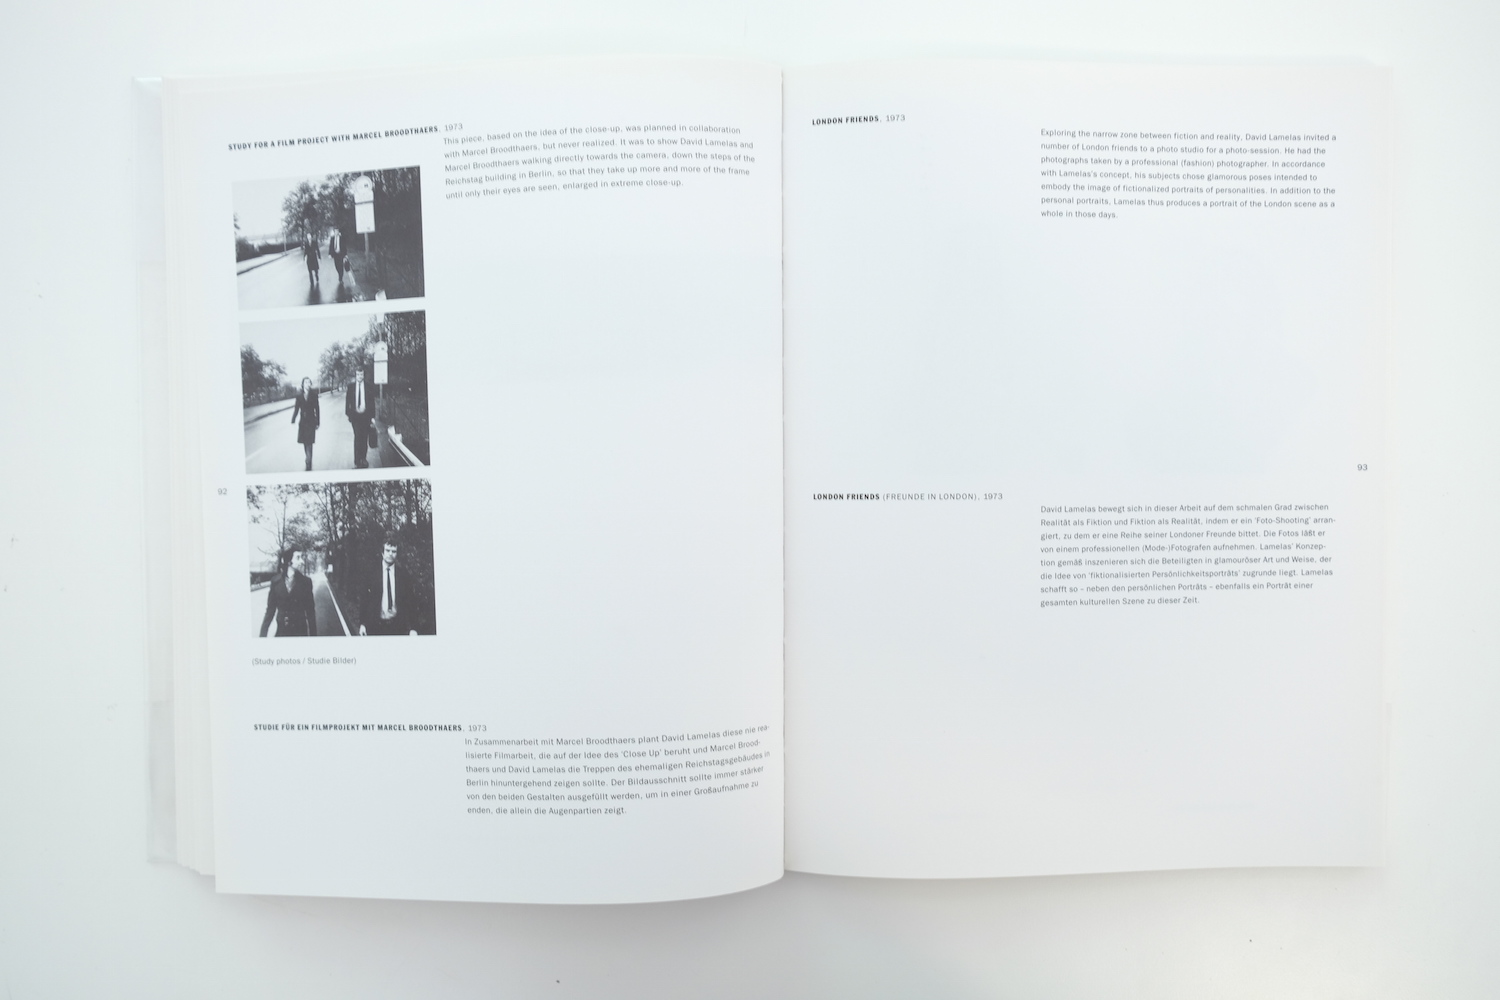 STUDY FOR A FILM PROJECT WITH MARCEL BROODTHAERS, 1973
This piece, based on the idea of the close-up, was planned in collaboration
with Marcel Broodthaers, but never realized. It was to show David Lamelas and
Marcel Broodthaers walking directly towards the camera, down the steps of the
Reichstag building in Berlin, so that they take up more and more of the frame
until only their eyes are seen, enlarged in extreme close-up.
92
(Study photos / Studie Bilder)
STUDIE FÜR EIN FILMPROJEKT MIT MARCEL BROODTHAERS, 1973
In Zusammenarbeit mit Marcel Broodthaers plant David Lamelas diese nie rea-
lisierte Filmarbeit, die auf der Idee des 'Close Up' beruht und Marcel Brood-
thaers und David Lamelas die Treppen des ehemaligen Reichstagsgebäudes in
Berlin hinuntergehend zeigen sollte. Der Bildausschnitt sollte immer stärker
von den beiden Gestalten ausgefüllt werden, um in einer Großaufnahme zu
enden, die allein die Augenpartien zeigt.
LONDON FRIENDS, 1973
Exploring the narrow zone between fiction and reality, David Lamelas invited a
number of London friends to a photo studio for a photo-session. He had the
photographs taken by a professional (fashion) photographer. In accordance
with Lamelas's concept, his subjects chose glamorous poses intended to
embody the image of fictionalized portraits of personalities. In addition to the
personal portraits, Lamelas thus produces a portrait of the London scene as a
whole in those days.
93
LONDON FRIENDS (FREUNDE IN LONDON), 1973
David Lamelas bewegt sich in dieser Arbeit auf dem schmalen Grad zwischen
Realität als Fiktion und Fiktion als Realität, indem er ein 'Foto-Shooting' arran-
giert, zu dem er eine Reihe seiner Londoner Freunde bittet. Die Fotos läßt er
von einem professionellen (Mode-)Fotografen aufnehmen. Lamelas' Konzep-
tion gemäß inszenieren sich die Beteiligten in glamouröser Art und Weise, der
die Idee von 'fiktionalisierten Persönlichkeitsporträts' zugrunde liegt. Lamelas
schafft so – neben den persönlichen Porträts – ebenfalls ein Porträt einer
gesamten kulturellen Szene zu dieser Zeit.